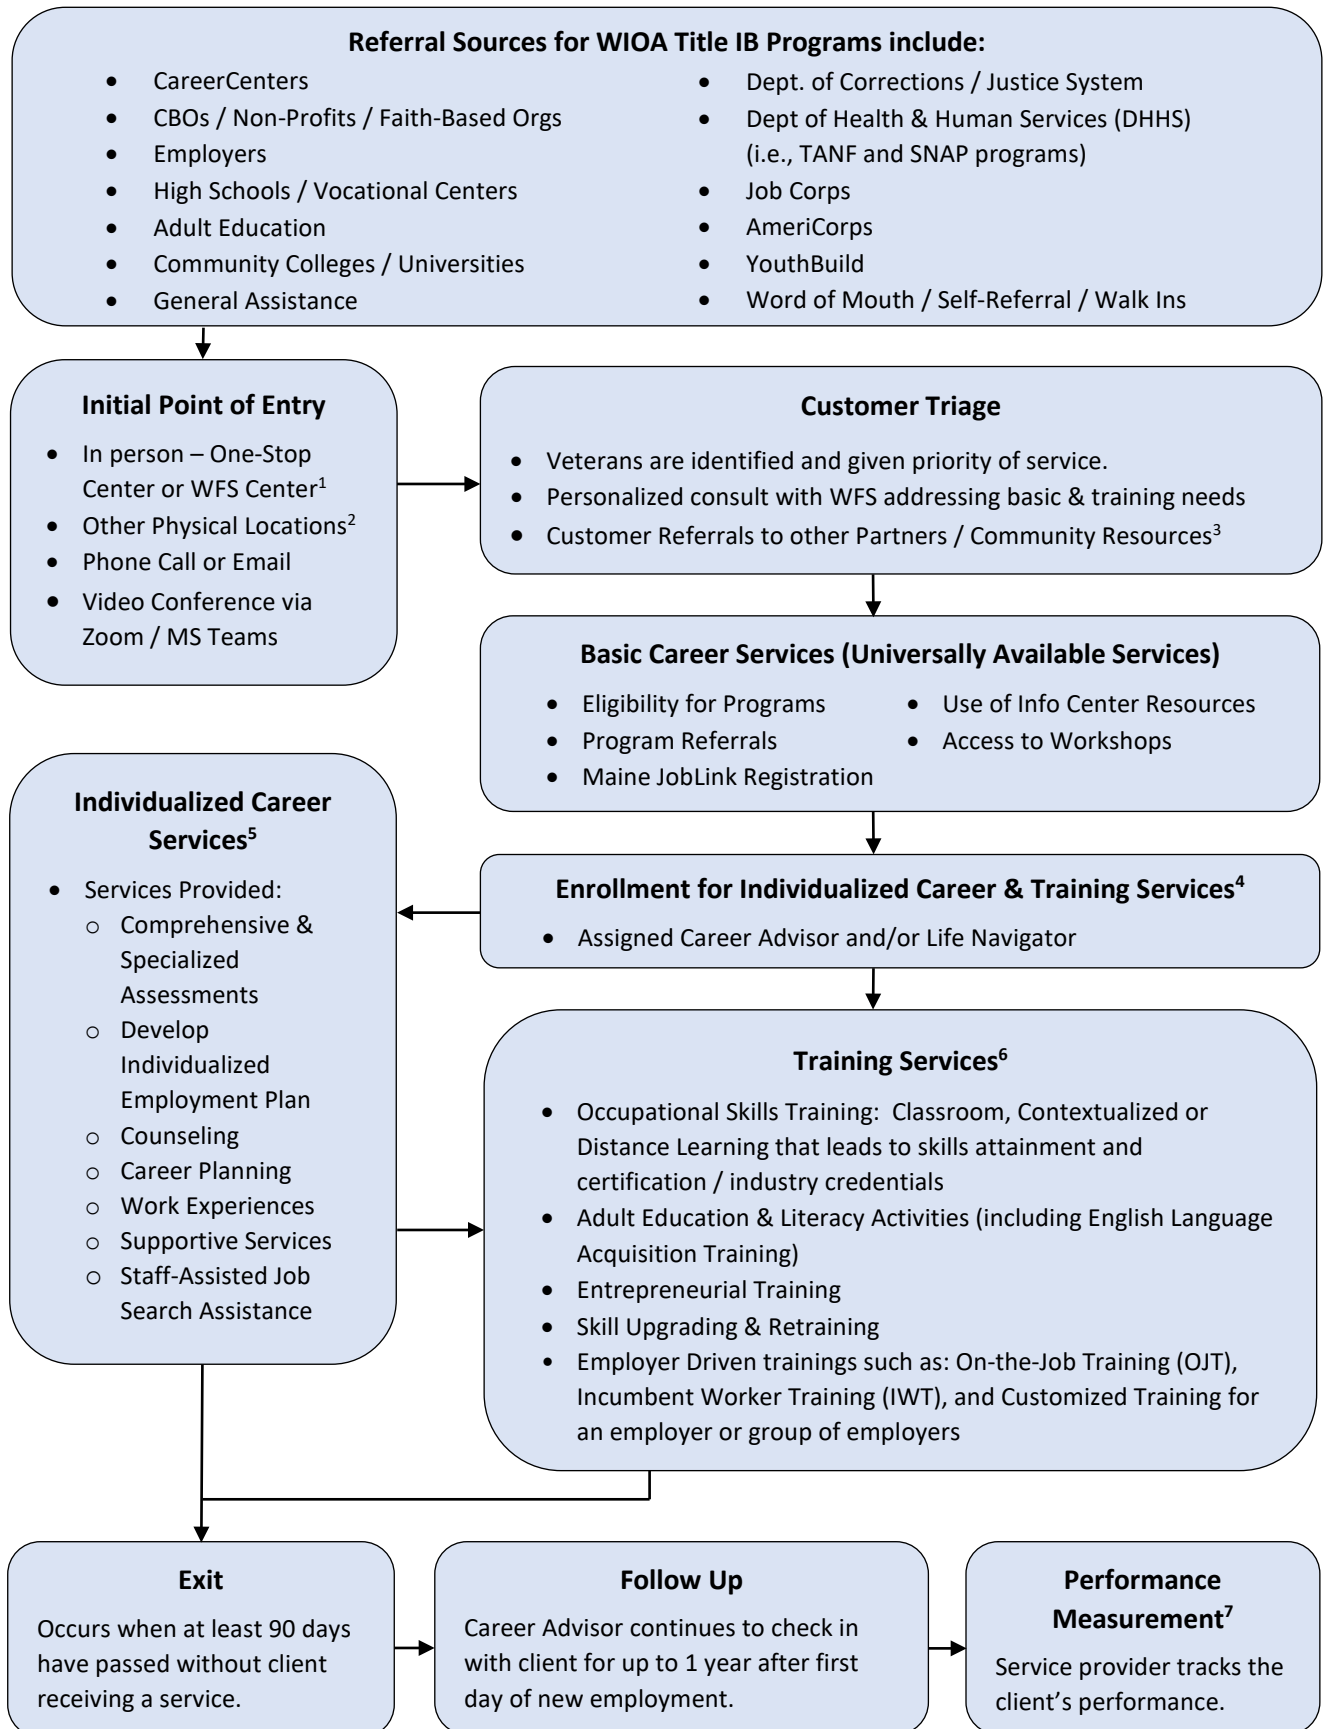 Referral Sources for WIOA Title IB Programs include:
• CareerCenters
• CBOs / Non-Profits / Faith-Based Orgs
• Employers
• High Schools / Vocational Centers
• Adult Education
• Community Colleges / Universities
• General Assistance
• Dept. of Corrections / Justice System
• Dept of Health & Human Services (DHHS)
(i.e., TANF and SNAP programs)
• Job Corps
• AmeriCorps
• YouthBuild
• Word of Mouth / Self-Referral / Walk Ins
Initial Point of Entry
• In person – One-Stop
Center or WFS Center¹
• Other Physical Locations²
• Phone Call or Email
• Video Conference via
Zoom / MS Teams
Customer Triage
• Veterans are identified and given priority of service.
• Personalized consult with WFS addressing basic & training needs
• Customer Referrals to other Partners / Community Resources³
Basic Career Services (Universally Available Services)
• Eligibility for Programs
• Program Referrals
• Maine JobLink Registration
• Use of Info Center Resources
• Access to Workshops
Enrollment for Individualized Career & Training Services⁴
• Assigned Career Advisor and/or Life Navigator
Individualized Career
Services⁵
• Services Provided:
o Comprehensive &
Specialized
Assessments
o Develop
Individualized
Employment Plan
o Counseling
o Career Planning
o Work Experiences
o Supportive Services
o Staff-Assisted Job
Search Assistance
Training Services⁶
• Occupational Skills Training: Classroom, Contextualized or
Distance Learning that leads to skills attainment and
certification / industry credentials
• Adult Education & Literacy Activities (including English Language
Acquisition Training)
• Entrepreneurial Training
• Skill Upgrading & Retraining
• Employer Driven trainings such as: On-the-Job Training (OJT),
Incumbent Worker Training (IWT), and Customized Training for
an employer or group of employers
Exit
Occurs when at least 90 days
have passed without client
receiving a service.
Follow Up
Career Advisor continues to check in
with client for up to 1 year after first
day of new employment.
Performance
Measurement⁷
Service provider tracks the
client’s performance.